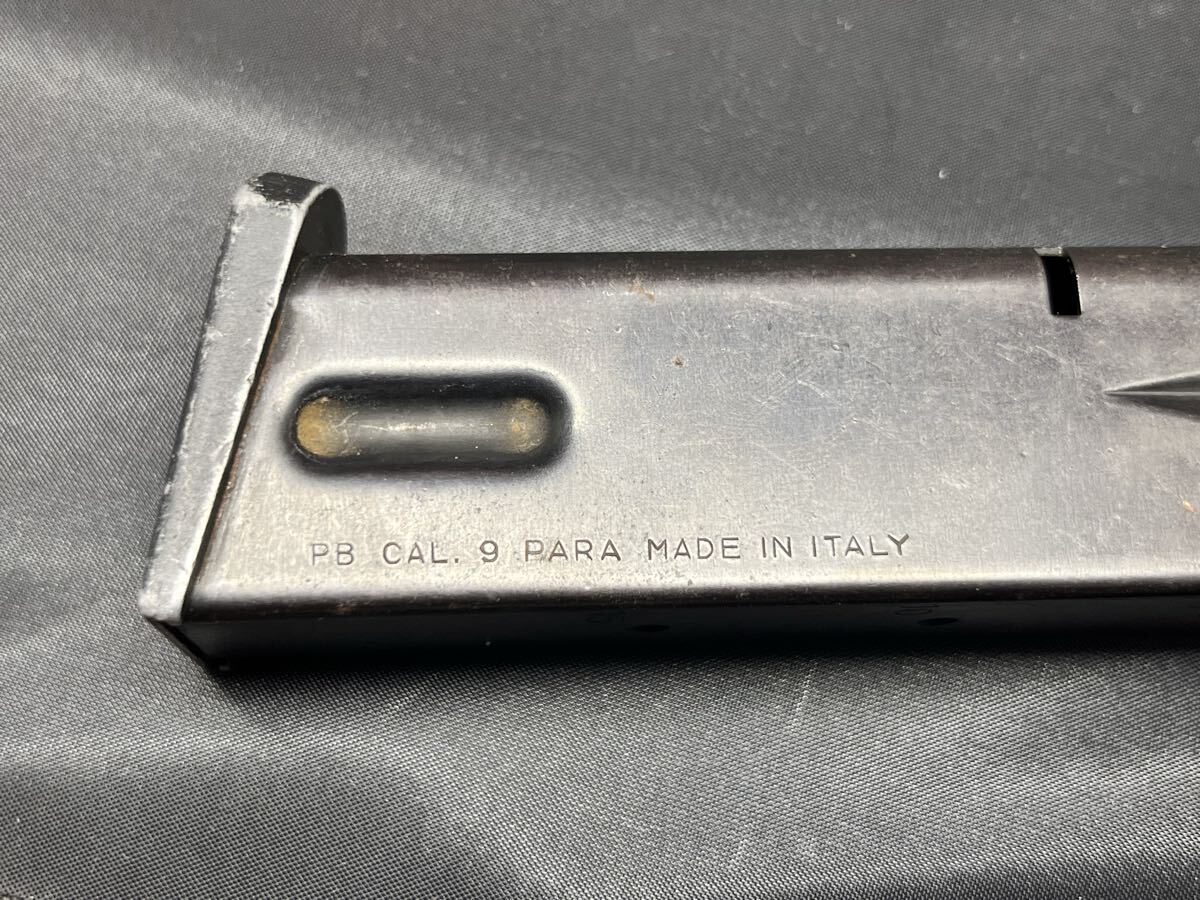 PB CAL. 9 PARA MADE IN ITALY